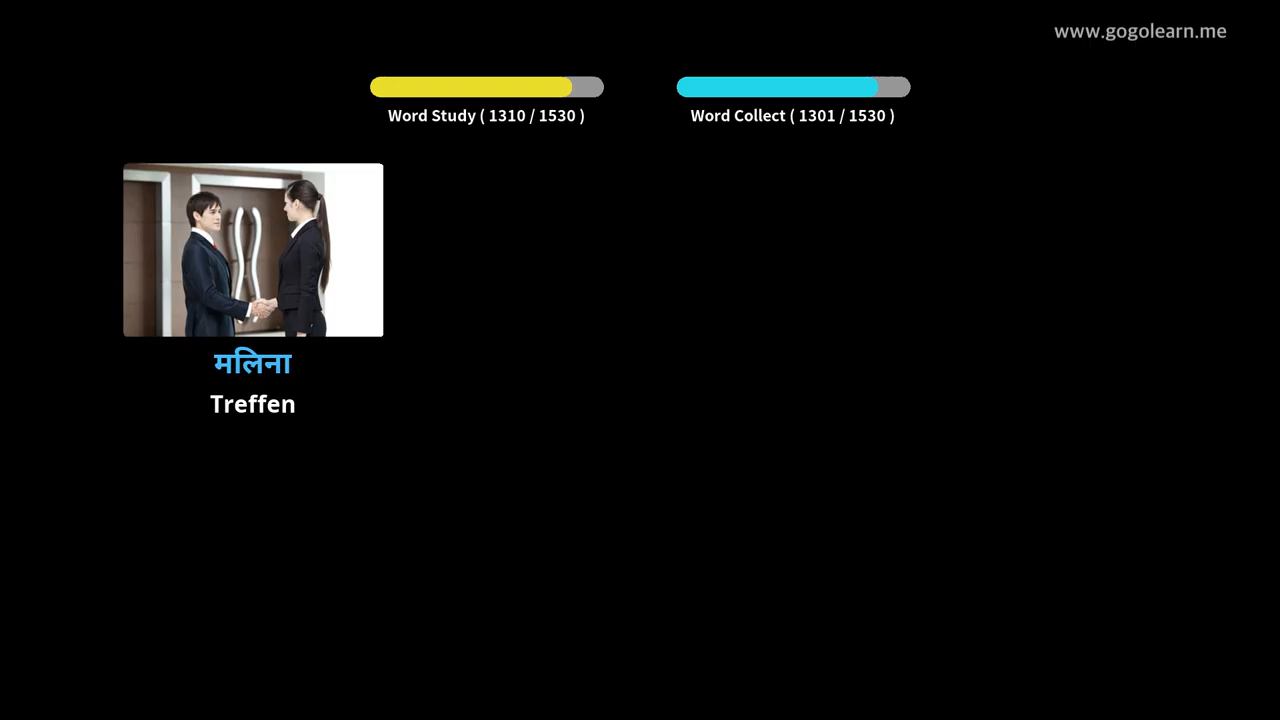 www.gogolearn.me
Word Study ( 1310 / 1530 )
Word Collect ( 1301 / 1530 )
मलिना
Treffen